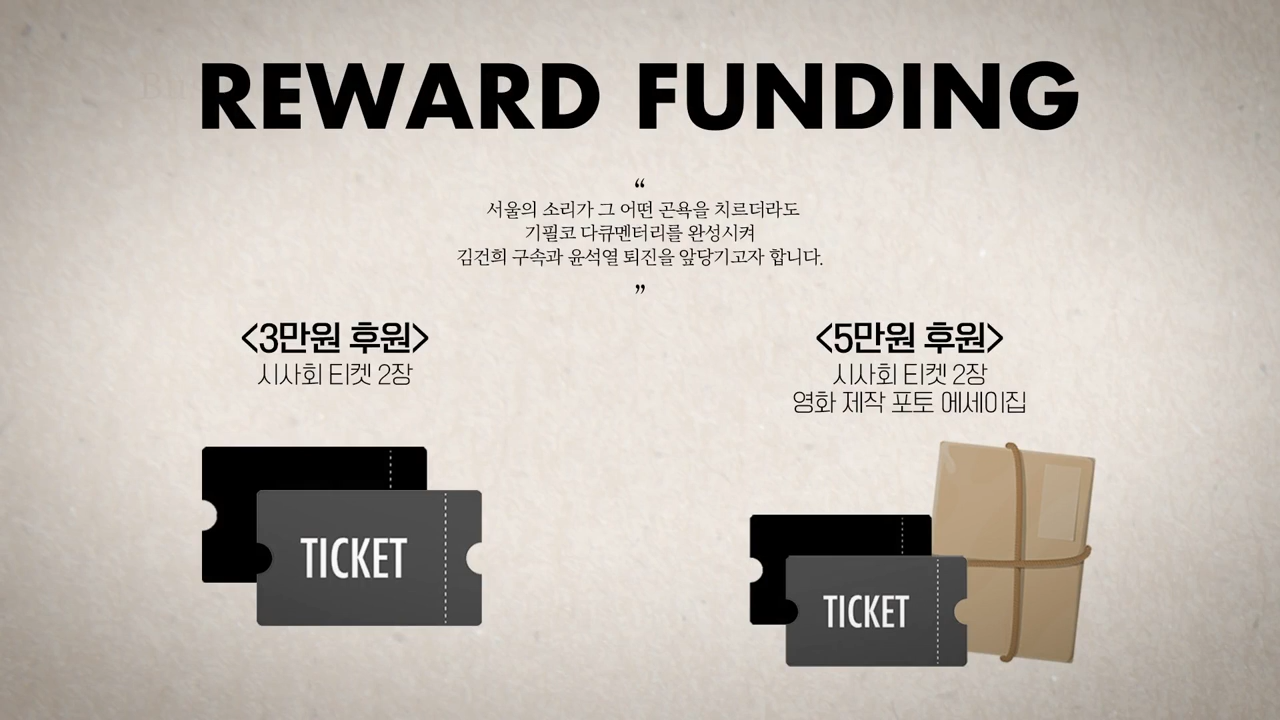 REWARD FUNDING
“
서울의 소리가 그 어떤 곤욕을 치르더라도
기필코 다큐멘터리를 완성시켜
김건희 구속과 윤석열 퇴진을 앞당기고자 합니다.
”
<3만원 후원>
시사회 티켓 2장
<5만원 후원>
시사회 티켓 2장
영화 제작 포토 에세이집
TICKET
TICKET